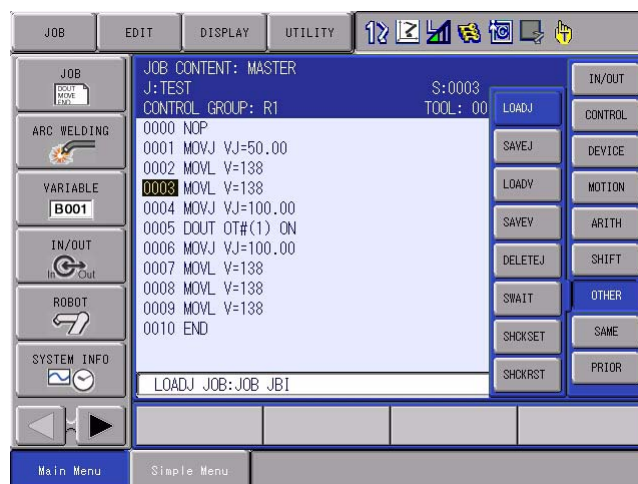 JOB
EDIT
DISPLAY
UTILITY
JOB
DOUT
MOVE
END
ARC WELDING
VARIABLE
B001
IN/OUT
In Out
ROBOT
SYSTEM INFO
JOB CONTENT: MASTER
J:TEST S:0003
CONTROL GROUP: R1 TOOL: 00
0000 NOP
0001 MOVJ VJ=50.00
0002 MOVL V=138
0003 MOVL V=138
0004 MOVJ VJ=100.00
0005 DOUT OT#(1) ON
0006 MOVJ VJ=100.00
0007 MOVL V=138
0008 MOVL V=138
0009 MOVL V=138
0010 END
LOADJ JOB:JOB JBI
LOADJ
SAVEJ
LOADV
SAVEV
DELETEJ
SWAIT
SHCKSET
SHCKRST
IN/OUT
CONTROL
DEVICE
MOTION
ARITH
SHIFT
OTHER
SAME
PRIOR
Main Menu
Simple Menu